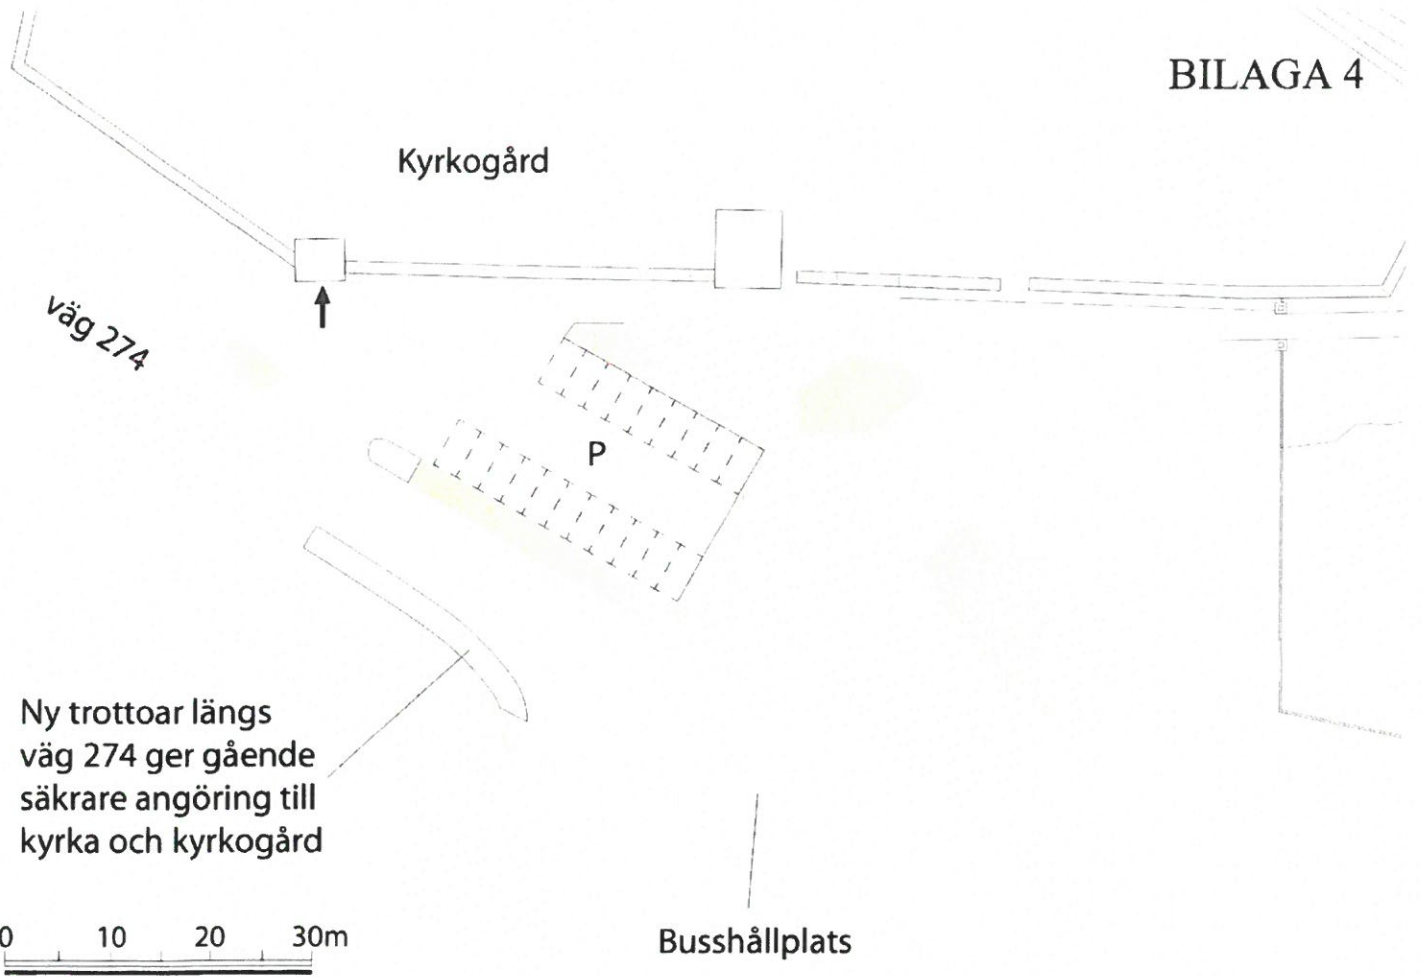 BILAGA 4
Kyrkogård
väg 274
P
Ny trottoar längs
väg 274 ger gående
säkrare angöring till
kyrka och kyrkogård
0 10 20 30m
Busshållplats